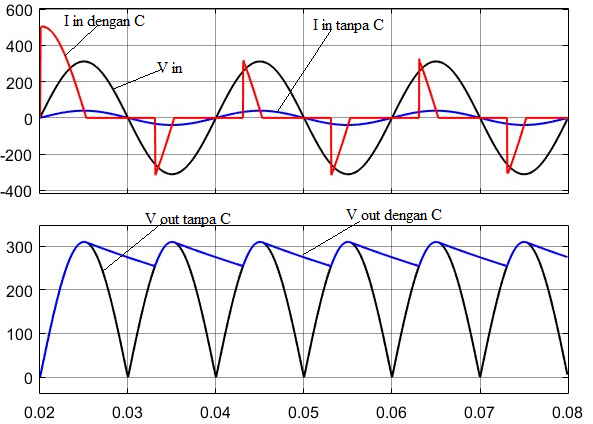 600
I in dengan C
I in tanpa C
400
V in
200
0
-200
-400
V out tanpa C
V out dengan C
300
200
100
0
0.02 0.03 0.04 0.05 0.06 0.07 0.08